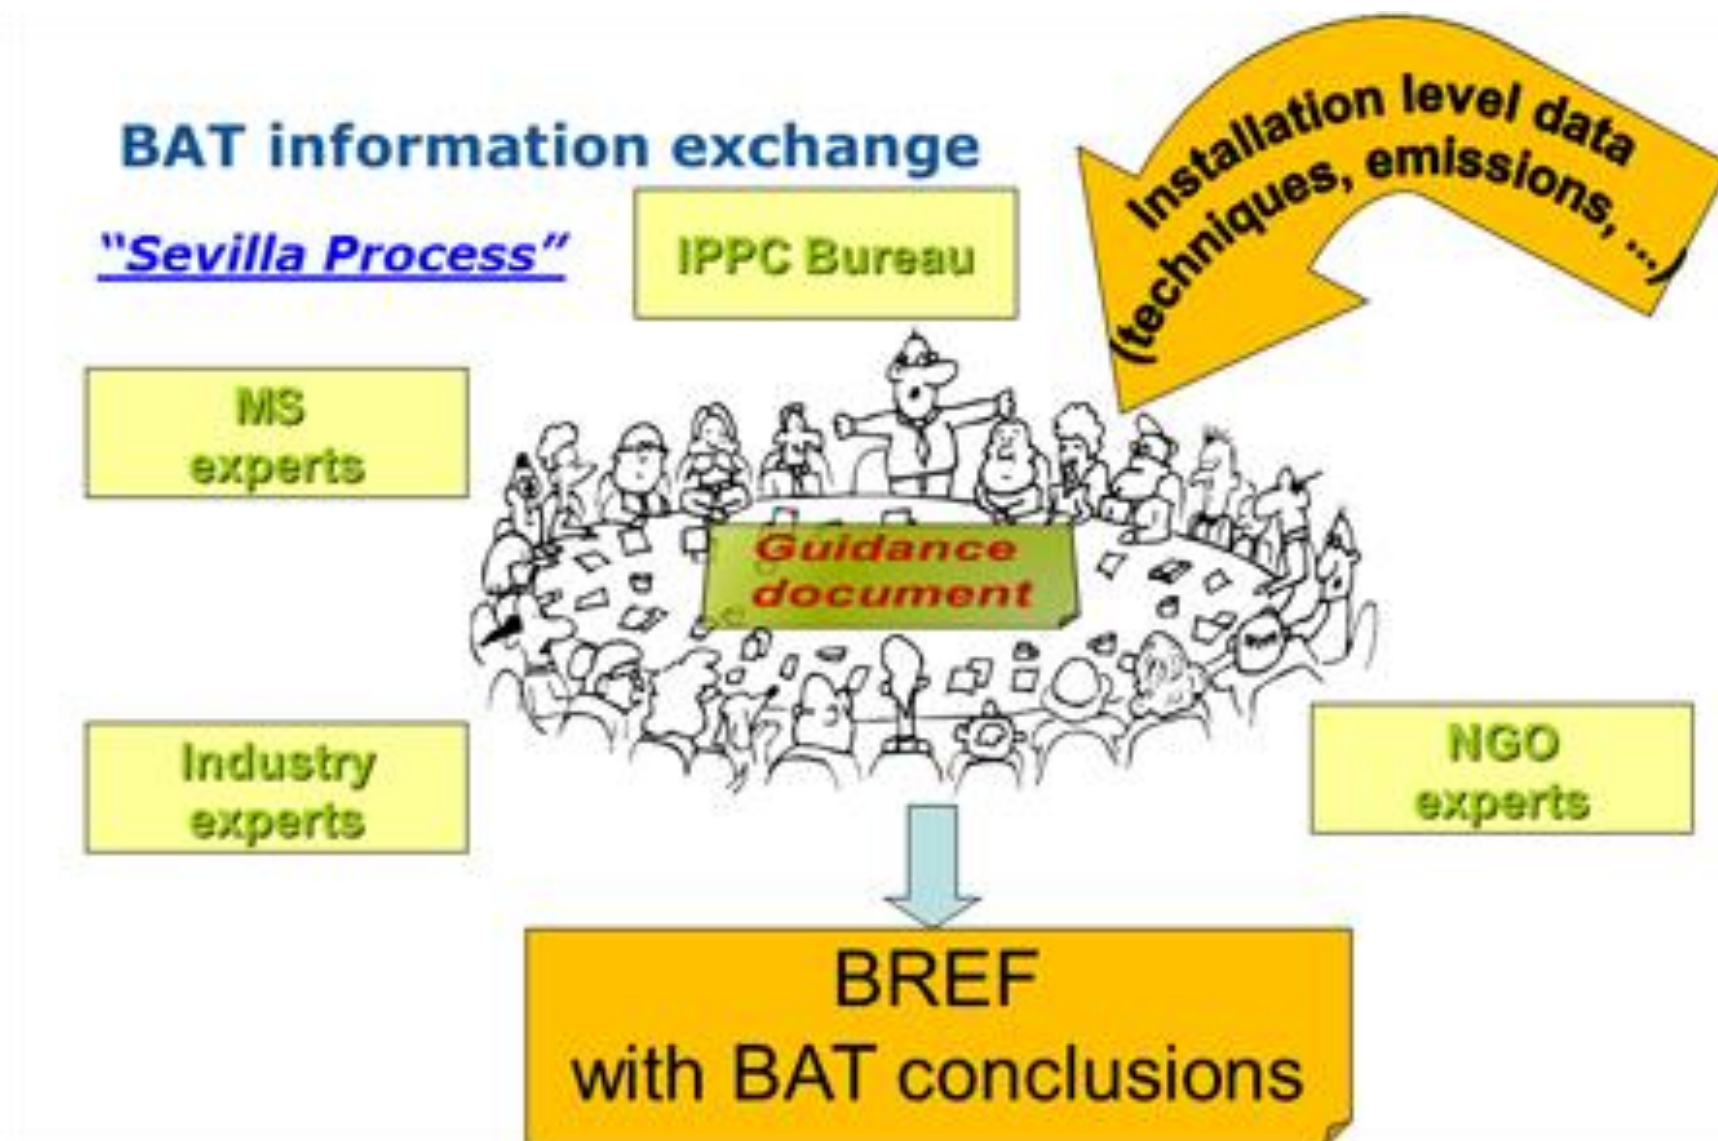 BAT information exchange
“Sevilla Process”
IPPC Bureau
Installation level data
(techniques, emissions, ...)
MS
experts
Guidance
document
Industry
experts
NGO
experts
BREF
with BAT conclusions